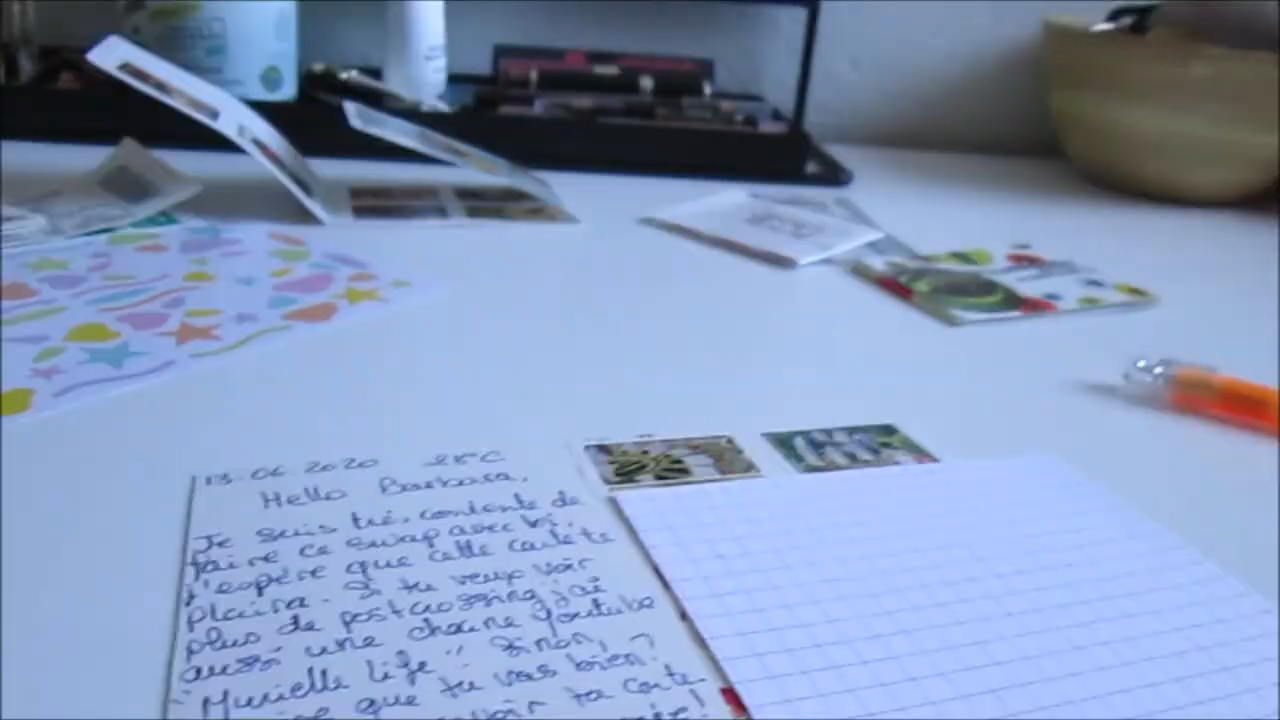 13-06-2020 28°C
Hello Barbara,
Je suis très contente de
faire ce swap avec toi,
j'espère que cette carte te
plaira. Si tu veux voir
plus de postcrossing j'ai
aussi une chaîne youtube
"Murielle Life". Sinon,
que tu vas bien?
voir ta carte